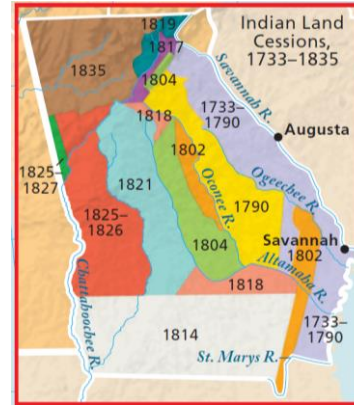 Indian Land
Cessions,
1733–1835
1819
1817
1835
1804
Savannah R.
1818
1733–
1790
Augusta
1802
1825–
1827
1821
Oconee R.
Ogeechee R.
1790
1825–
1826
1804
Savannah
1802
Altamaha R.
1818
Chattahoochee R.
1814
1733–
1790
St. Marys R.